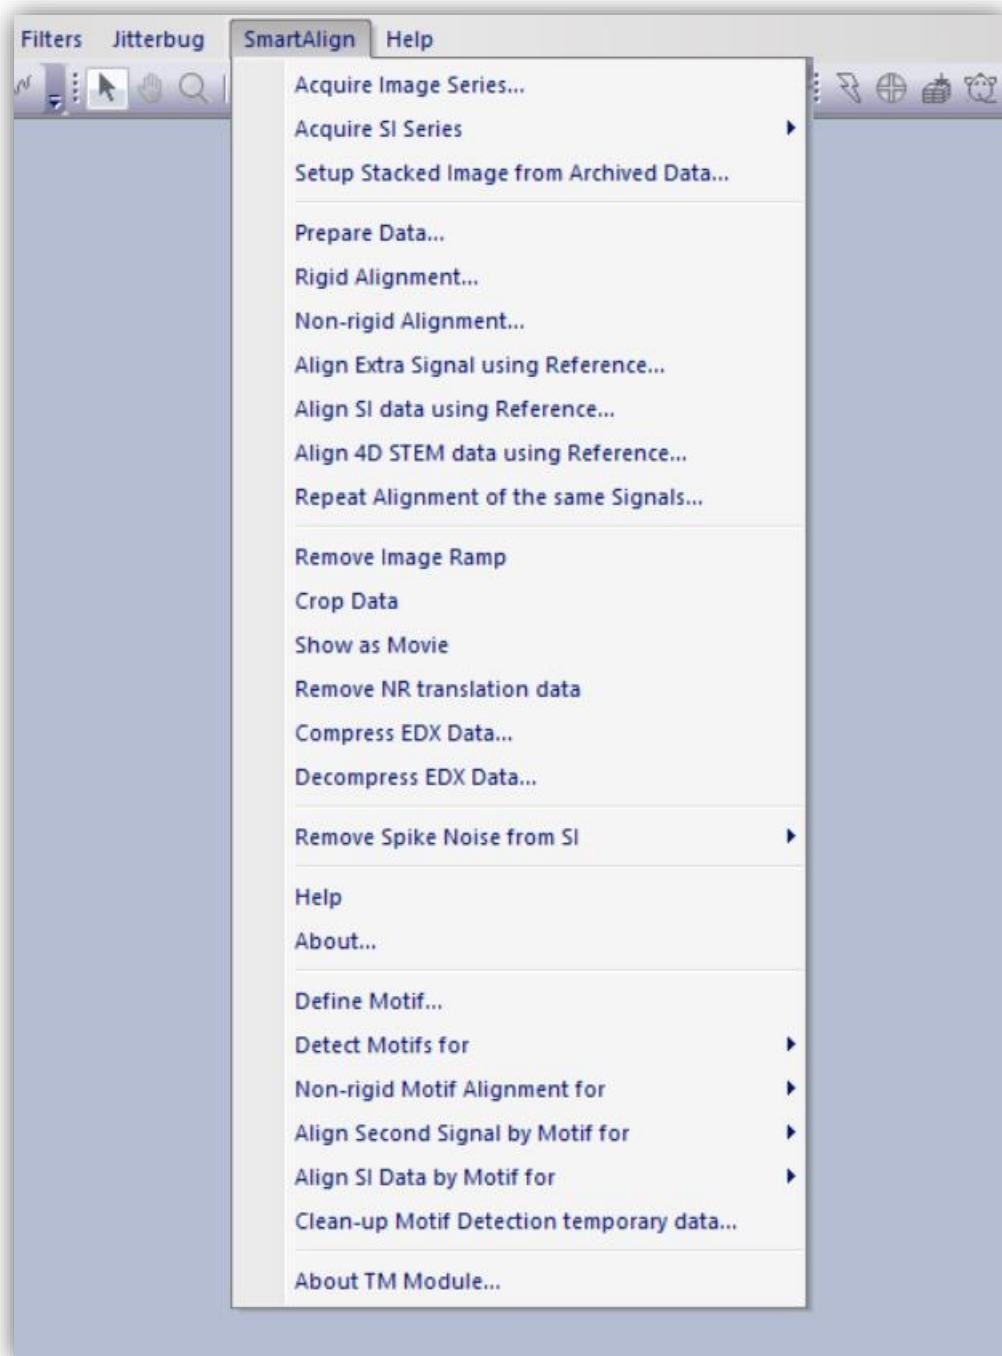 Filters Jitterbug SmartAlign Help
Acquire Image Series...
Acquire SI Series
Setup Stacked Image from Archived Data...
Prepare Data...
Rigid Alignment...
Non-rigid Alignment...
Align Extra Signal using Reference...
Align SI data using Reference...
Align 4D STEM data using Reference...
Repeat Alignment of the same Signals...
Remove Image Ramp
Crop Data
Show as Movie
Remove NR translation data
Compress EDX Data...
Decompress EDX Data...
Remove Spike Noise from SI
Help
About...
Define Motif...
Detect Motifs for
Non-rigid Motif Alignment for
Align Second Signal by Motif for
Align SI Data by Motif for
Clean-up Motif Detection temporary data...
About TM Module...